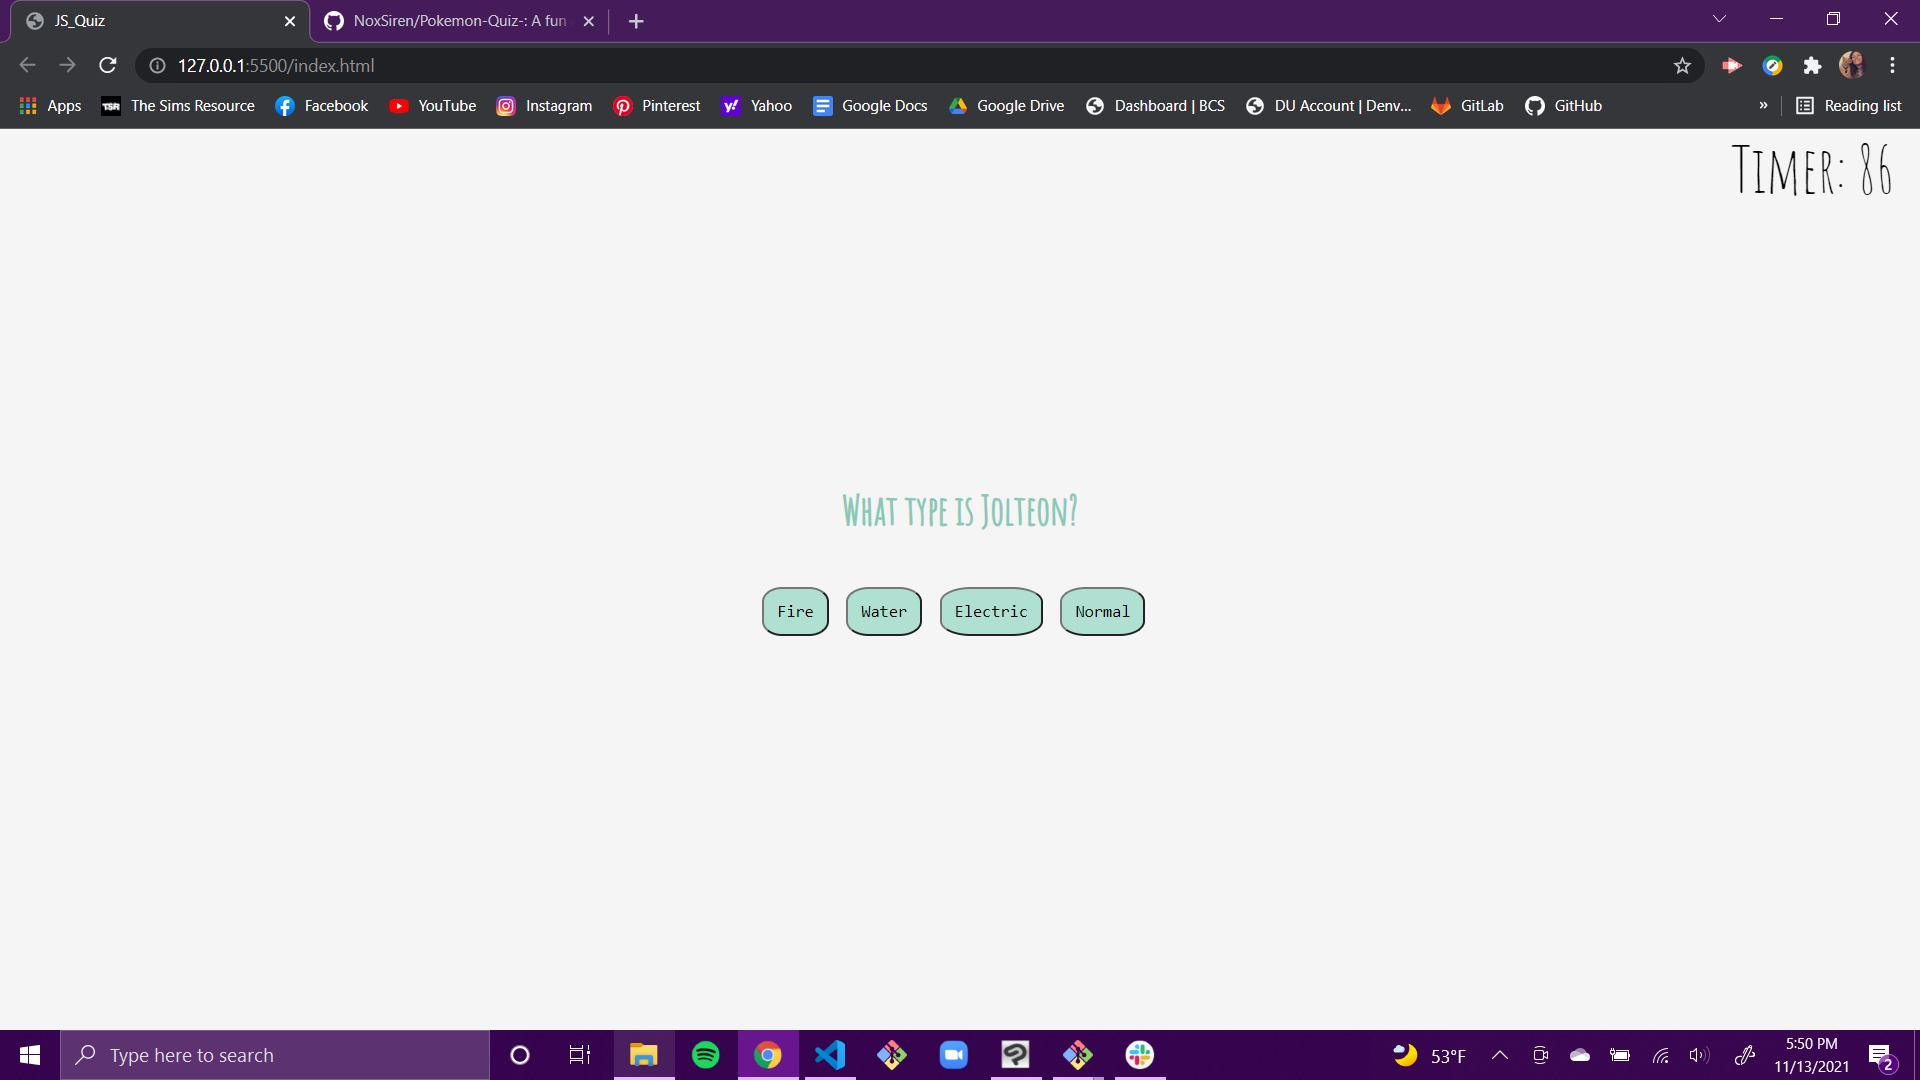 JS_Quiz
NoxSiren/Pokemon-Quiz-: A fun
127.0.0.1:5500/index.html
Apps
TSR
The Sims Resource
Facebook
YouTube
Instagram
Pinterest
Yahoo
Google Docs
Google Drive
Dashboard | BCS
DU Account | Denv...
GitLab
GitHub
»
Reading list
Timer: 86
What type is Jolteon?
Fire
Water
Electric
Normal
Type here to search
53°F
5:50 PM
11/13/2021
2